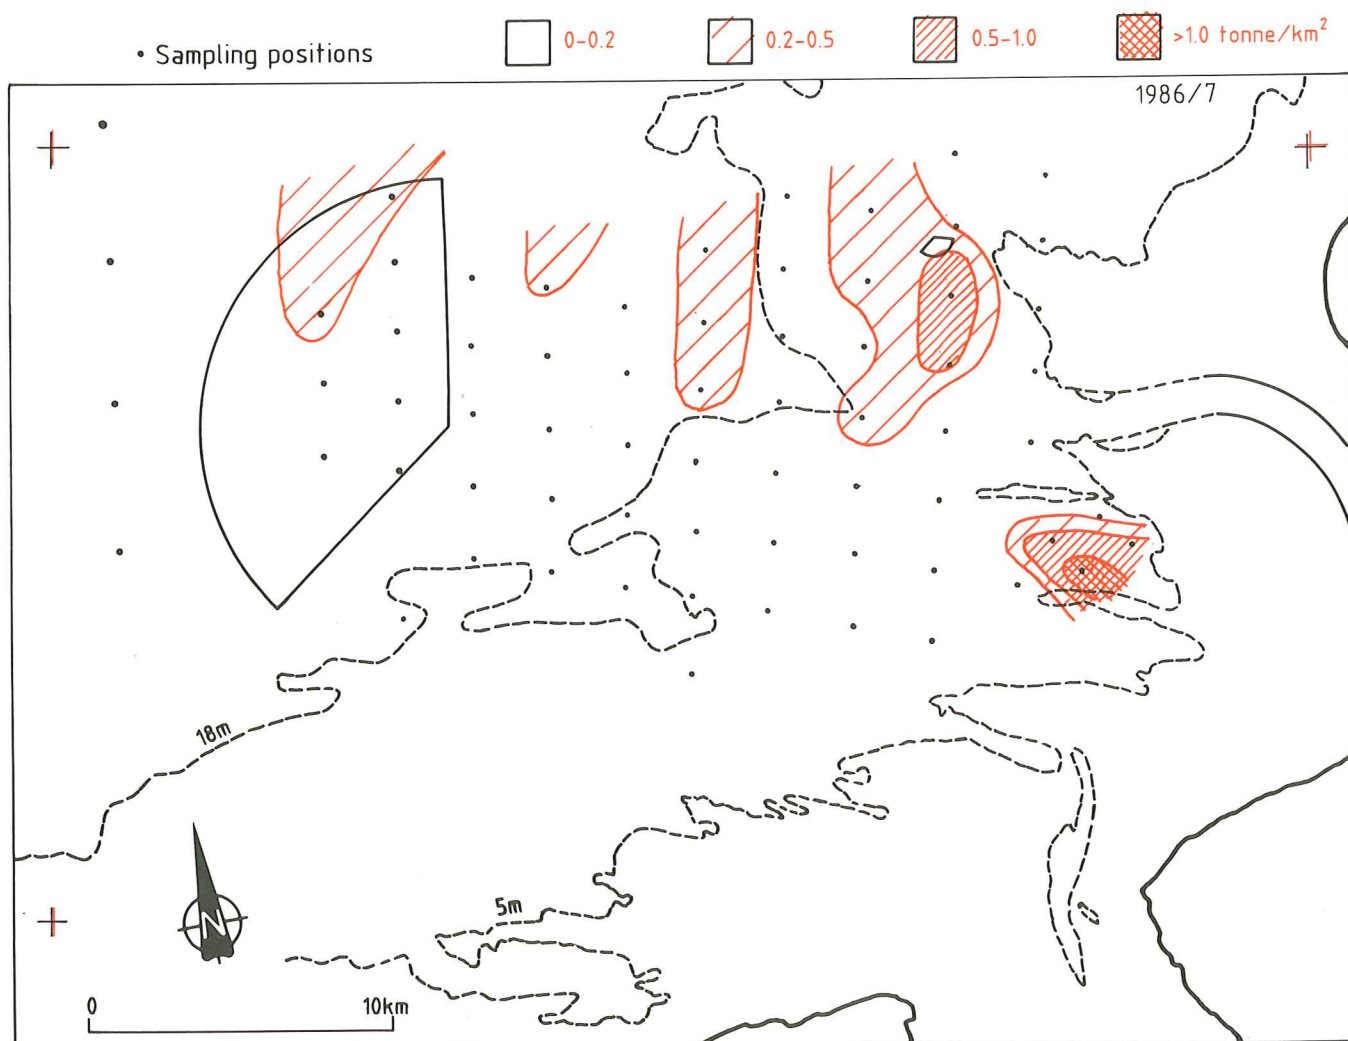 • Sampling positions
0-0.2
0.2-0.5
0.5-1.0
>1.0 tonne/km²
1986/7
18m
5m
N
0
10km